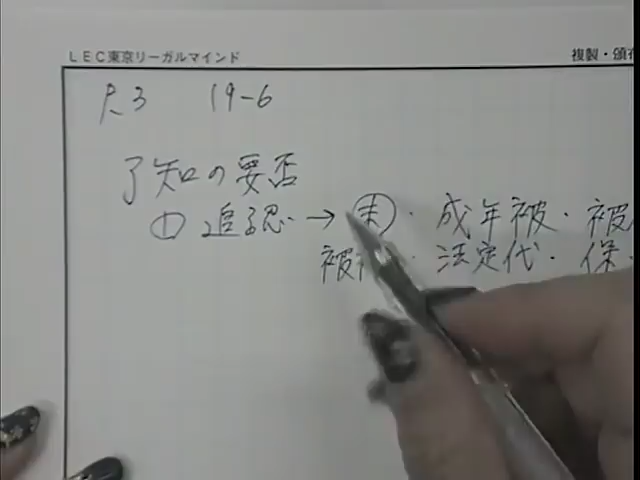 LEC東京リーガルマインド 複製・頒布
P.3 19-6
了知の要否
① 追認 → 未・成年被・被
被・法定代・保